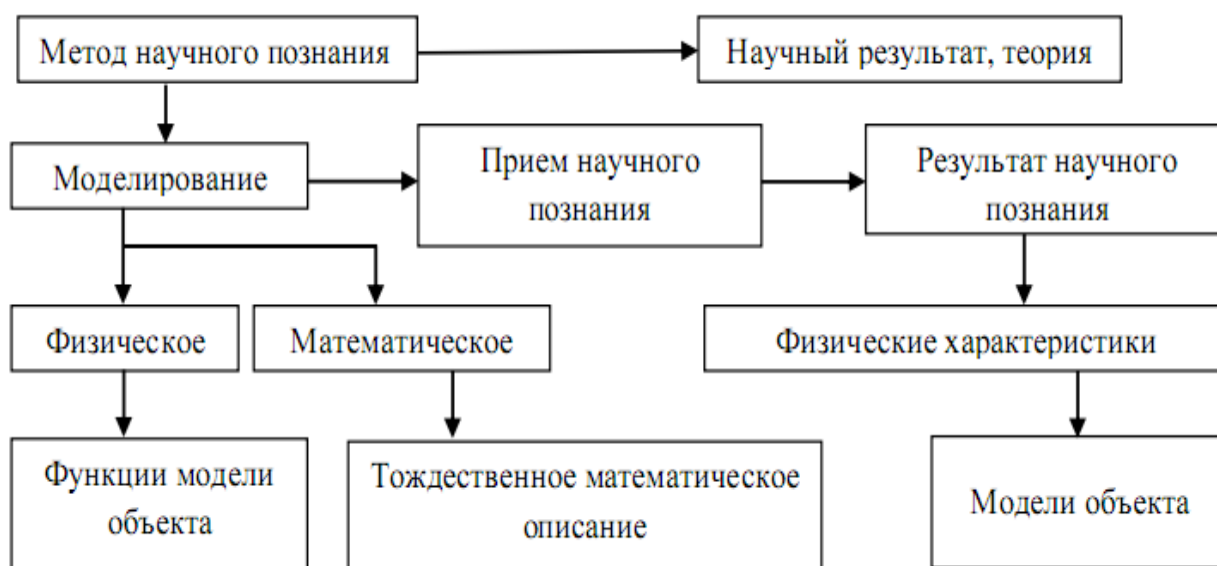 Метод научного познания
Научный результат, теория
Моделирование
Прием научного
познания
Результат научного
познания
Физическое
Математическое
Физические характеристики
Функции модели
объекта
Тождественное математическое
описание
Модели объекта